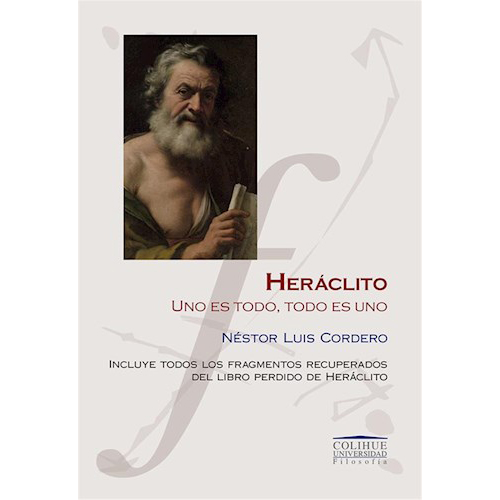 HERÁCLITO
UNO ES TODO, TODO ES UNO
NÉSTOR LUIS CORDERO
INCLUYE TODOS LOS FRAGMENTOS RECUPERADOS
DEL LIBRO PERDIDO DE HERÁCLITO
COLIHUE
UNIVERSIDAD
Filosofía